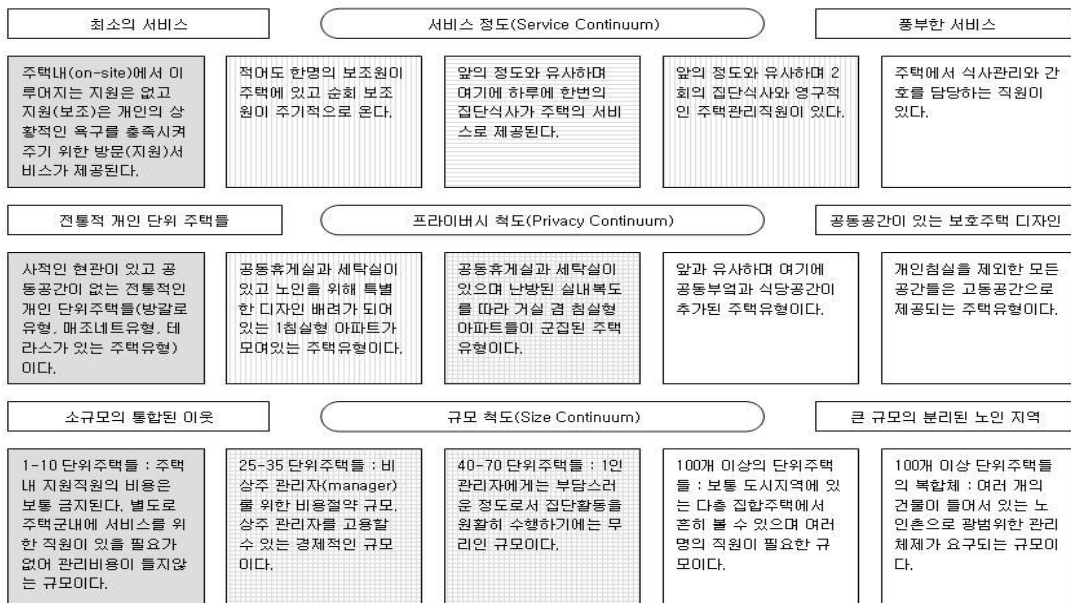 최소의 서비스
서비스 정도(Service Continuum)
풍부한 서비스
주택내(on-site)에서 이
루어지는 지원은 없고
지원(보조)은 개인의 상
황적인 욕구를 충족시켜
주기 위한 방문(지원)서
비스가 제공된다.
적어도 한명의 보조원이
주택에 있고 순회 보조
원이 주기적으로 온다.
앞의 정도와 유사하며
여기에 하루에 한번의
집단식사가 주택의 서비
스로 제공된다.
앞의 정도와 유사하며 2
회의 집단식사와 영구적
인 주택관리직원이 있다.
주택에서 식사관리와 간
호를 담당하는 직원이
있다.
전통적 개인 단위 주택들
프라이버시 척도(Privacy Continuum)
공동공간이 있는 보호주택 디자인
사적인 현관이 있고 공
동공간이 없는 전통적인
개인 단위주택들(방갈로
유형, 매조네트유형, 테
라스가 있는 주택유형)
이다.
공동휴게실과 세탁실이
있고 노인을 위해 특별
한 디자인 배려가 되어
있는 1침실형 아파트가
모여있는 주택유형이다.
공동휴게실과 세탁실이
있으며 난방된 실내복도
를 따라 거실 겸 침실형
아파트들이 군집된 주택
유형이다.
앞과 유사하며 여기에
공동부엌과 식당공간이
추가된 주택유형이다.
개인침실을 제외한 모든
공간들은 고동공간으로
제공되는 주택유형이다.
소규모의 통합된 이웃
규모 척도(Size Continuum)
큰 규모의 분리된 노인 지역
1-10 단위주택들 : 주택
내 지원직원의 비용은
보통 금지된다. 별도로
주택군내에 서비스를 위
한 직원이 있을 필요가
없어 관리비용이 들지않
는 규모이다.
25-35 단위주택들 : 비
상주 관리자(manager)
를 위한 비용절약 규모.
상주 관리자를 고용할
수 있는 경제적인 규모
이다.
40-70 단위주택들 : 1인
관리자에게는 부담스러
운 정도로서 집단활동을
원활히 수행하기에는 무
리인 규모이다.
100개 이상의 단위주택
들 : 보통 도시지역에 있
는 다층 집합주택에서
흔히 볼 수 있으며 여러
명의 직원이 필요한 규
모이다.
100개 이상 단위주택들
의 복합체 : 여러 개의
건물이 들어서 있는 노
인촌으로 광범위한 관리
체제가 요구되는 규모이
다.